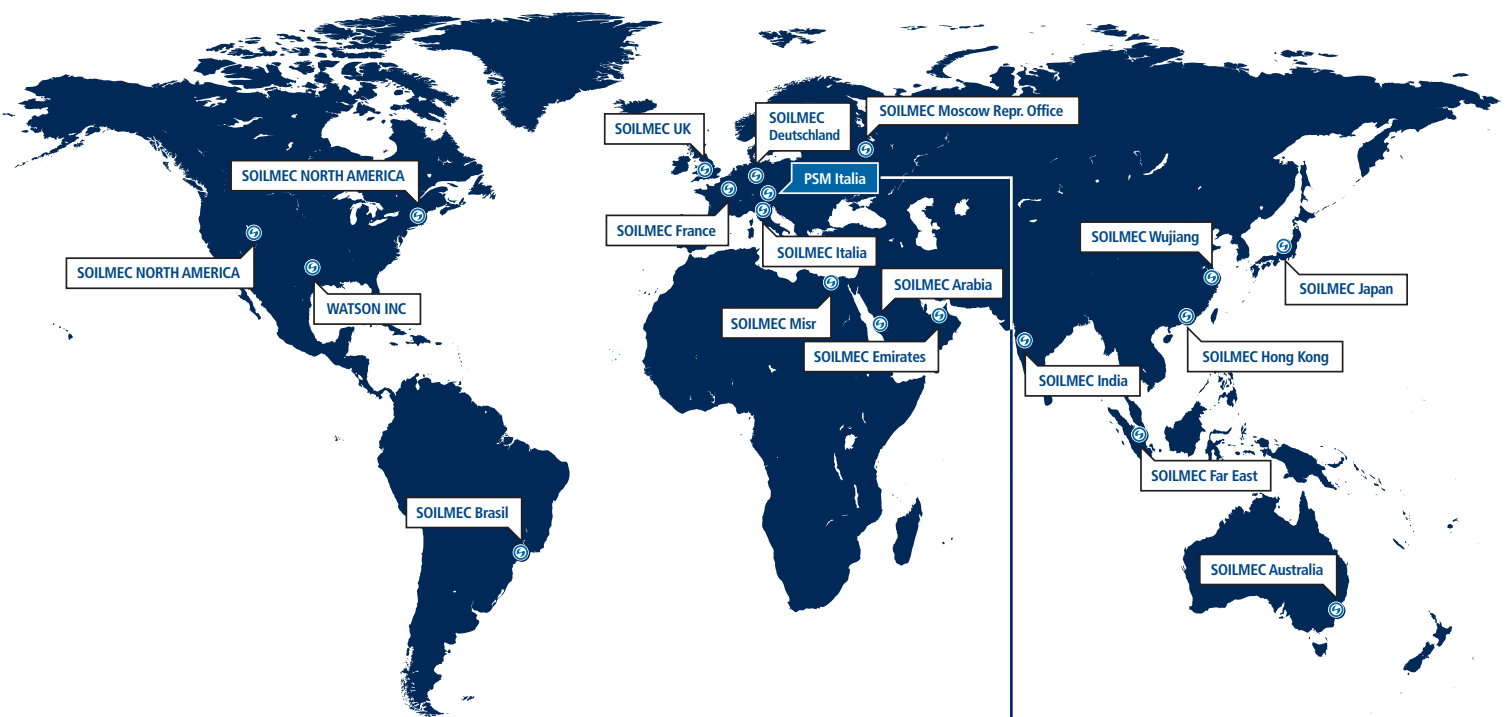 SOILMEC Moscow Repr. Office
SOILMEC
Deutschland
SOILMEC UK
SOILMEC NORTH AMERICA
PSM Italia
SOILMEC France
SOILMEC Wujiang
SOILMEC Italia
SOILMEC NORTH AMERICA
SOILMEC Arabia
SOILMEC Japan
WATSON INC
SOILMEC Misr
SOILMEC Emirates
SOILMEC Hong Kong
SOILMEC India
SOILMEC Far East
SOILMEC Brasil
SOILMEC Australia